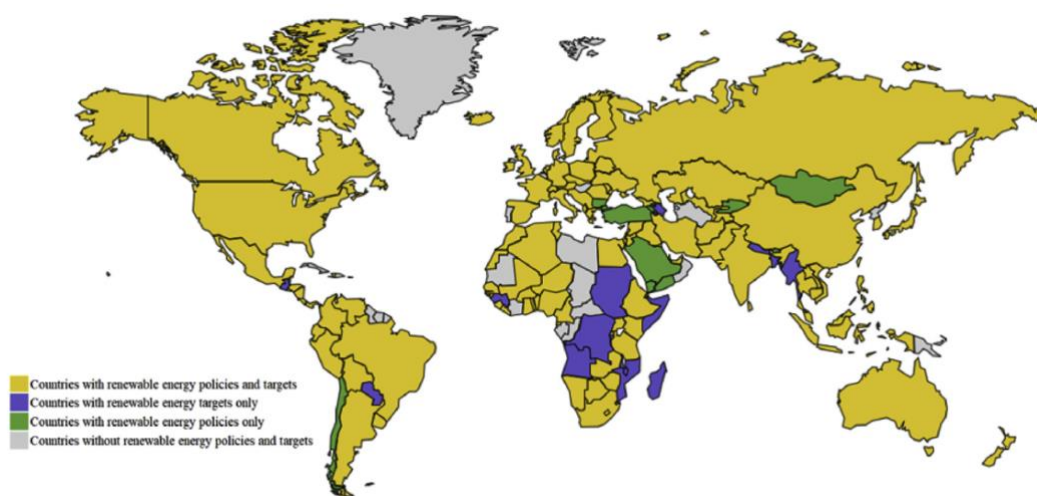 Countries with renewable energy policies and targets
Countries with renewable energy targets only
Countries with renewable energy policies only
Countries without renewable energy policies and targets